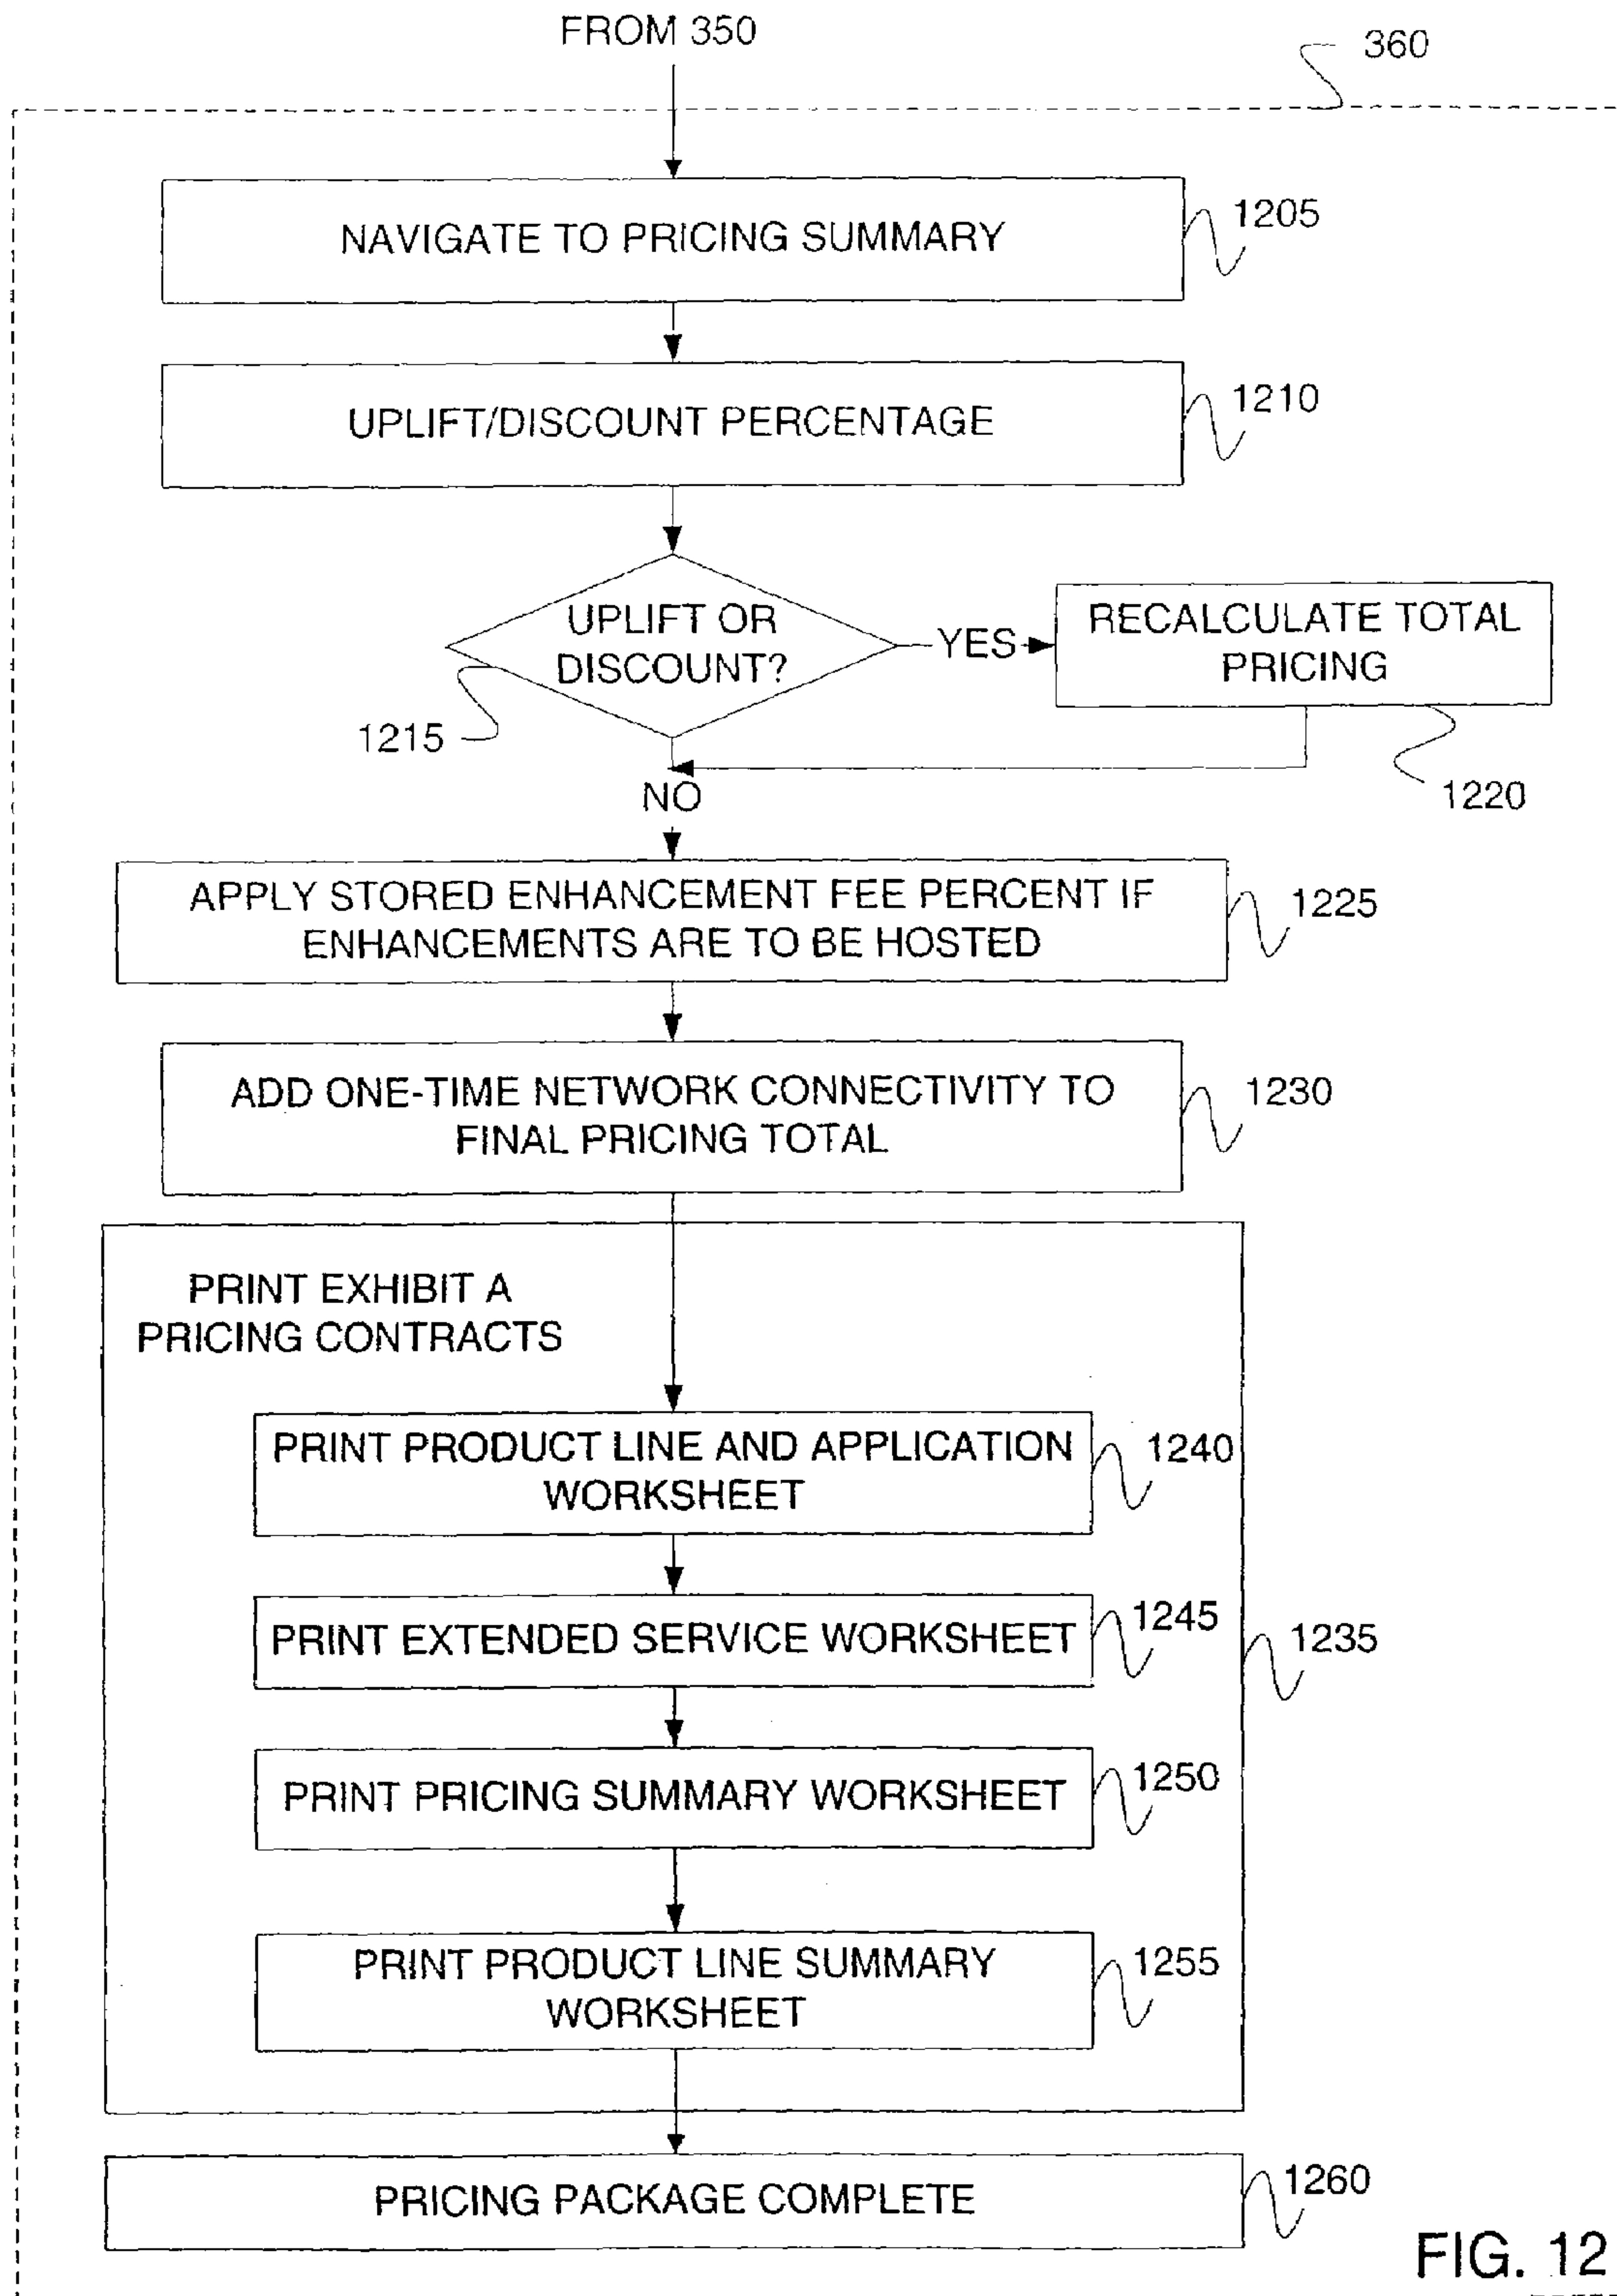 FROM 350
360
NAVIGATE TO PRICING SUMMARY
1205
UPLIFT/DISCOUNT PERCENTAGE
1210
UPLIFT OR
DISCOUNT?
YES
RECALCULATE TOTAL
PRICING
1215
1220
NO
APPLY STORED ENHANCEMENT FEE PERCENT IF
ENHANCEMENTS ARE TO BE HOSTED
1225
ADD ONE-TIME NETWORK CONNECTIVITY TO
FINAL PRICING TOTAL
1230
PRINT EXHIBIT A
PRICING CONTRACTS
PRINT PRODUCT LINE AND APPLICATION
WORKSHEET
1240
PRINT EXTENDED SERVICE WORKSHEET
1245
1235
PRINT PRICING SUMMARY WORKSHEET
1250
PRINT PRODUCT LINE SUMMARY
WORKSHEET
1255
PRICING PACKAGE COMPLETE
1260
FIG. 12